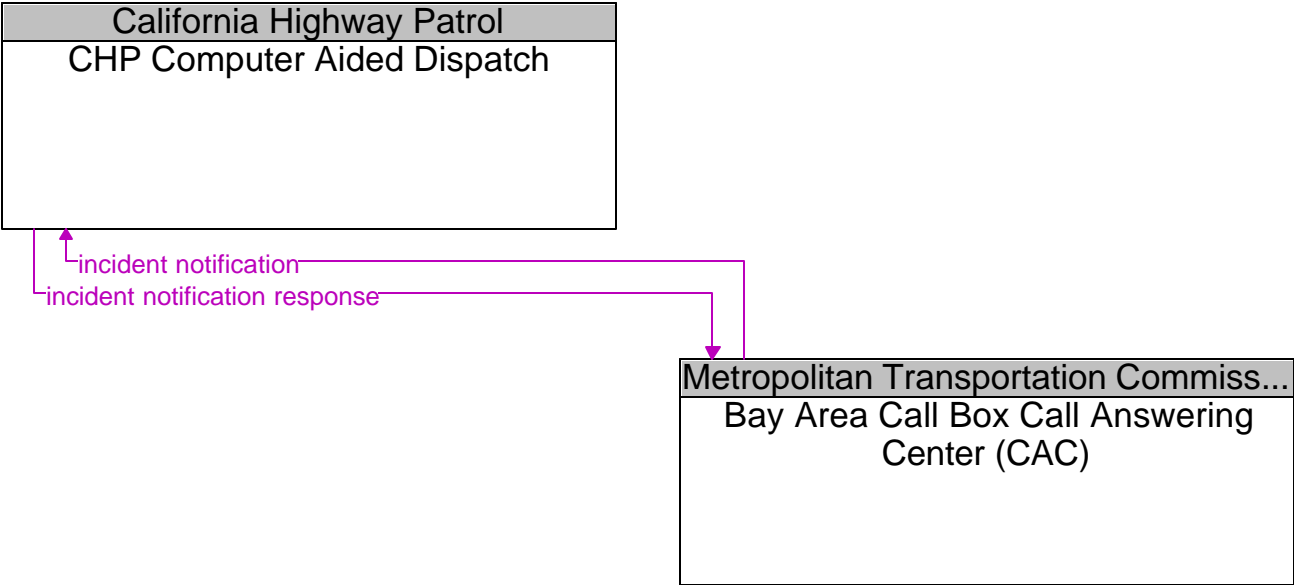 California Highway Patrol
CHP Computer Aided Dispatch
incident notification
incident notification response
Metropolitan Transportation Commiss...
Bay Area Call Box Call Answering
Center (CAC)